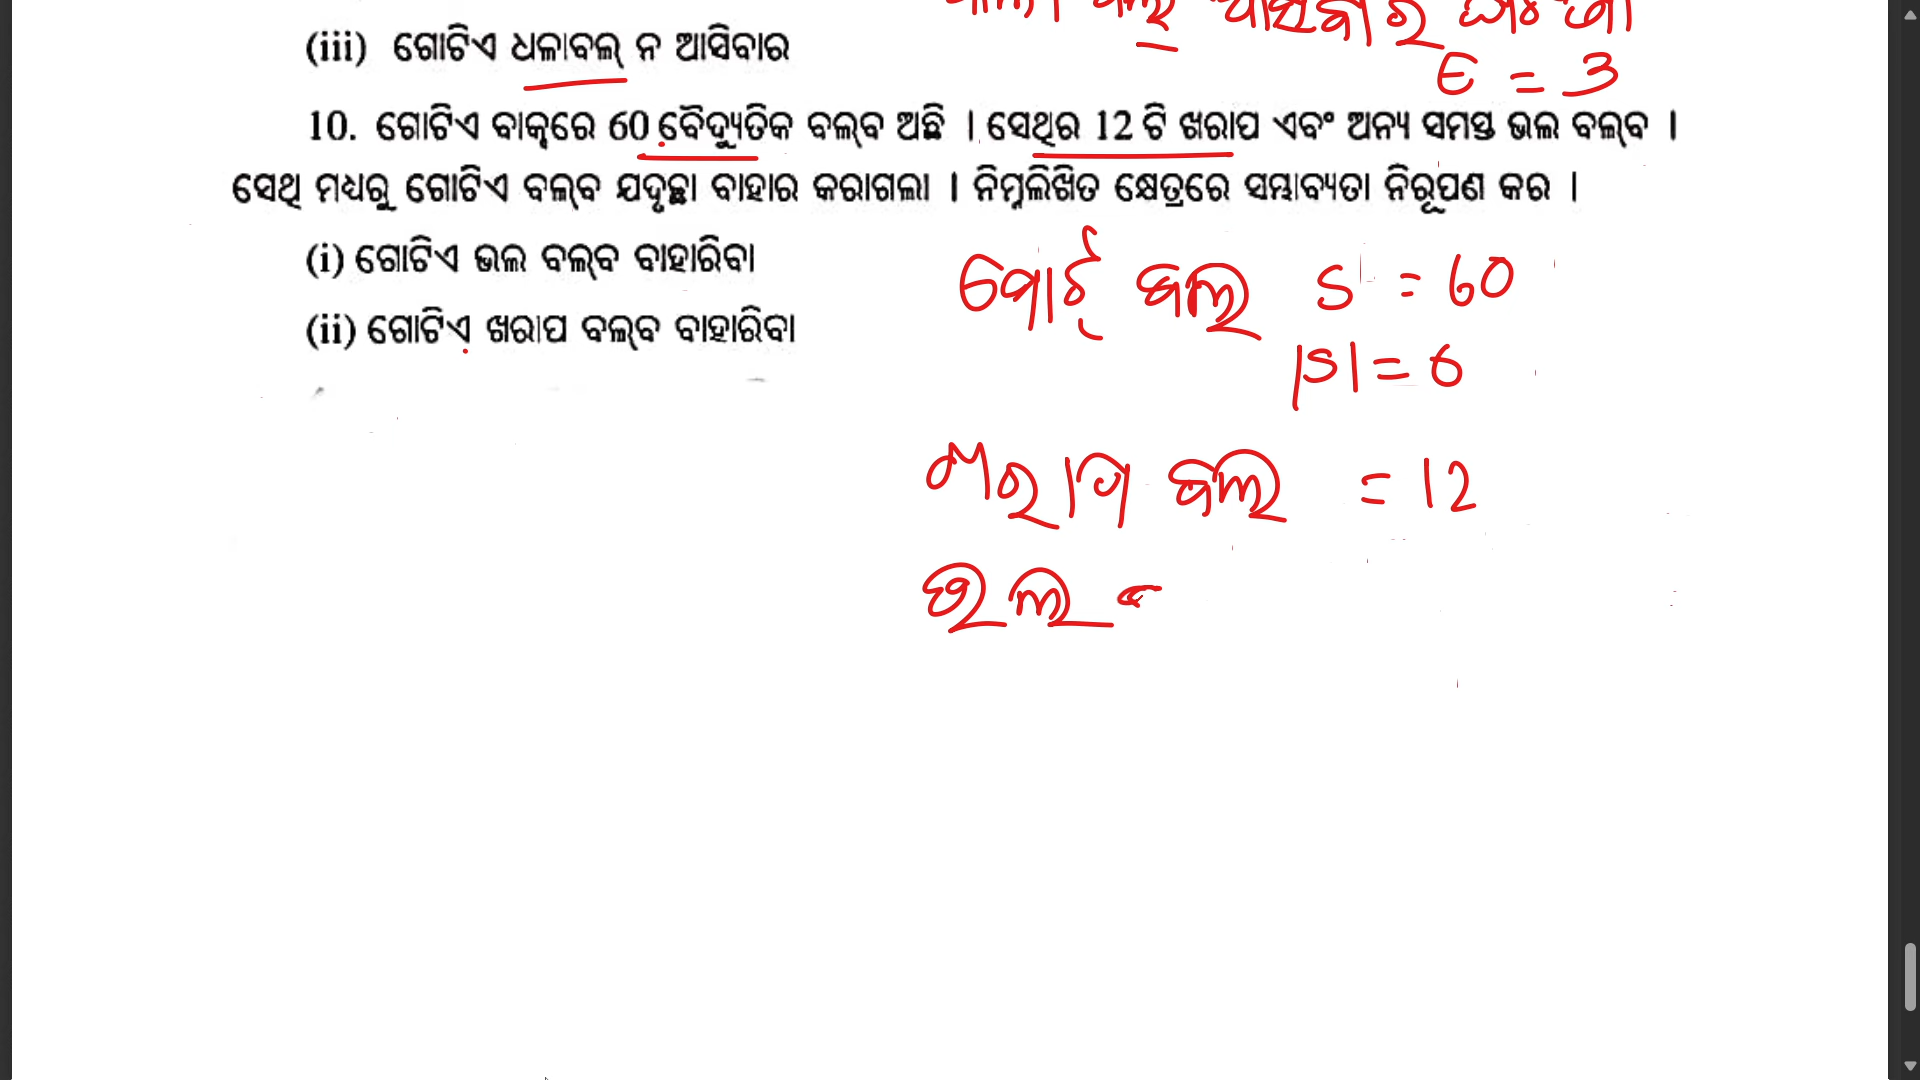 (iii) ଗୋଟିଏ ଧଳାବଲ୍ ନ ଆସିବାର
E = 3
10. ଗୋଟିଏ ବାକ୍ସରେ 60 ବୈଦ୍ୟୁତିକ ବଲ୍‌ବ ଅଛି । ସେଥିର 12 ଟି ଖରାପ ଏବଂ ଅନ୍ୟ ସମସ୍ତ ଭଲ ବଲ୍‌ବ ।
ସେଥି ମଧ୍ୟରୁ ଗୋଟିଏ ବଲ୍‌ବ ଯଦୃଚ୍ଛା ବାହାର କରାଗଲା । ନିମ୍ନଲିଖିତ କ୍ଷେତ୍ରରେ ସମ୍ଭାବ୍ୟତା ନିରୂପଣ କର ।
(i) ଗୋଟିଏ ଭଲ ବଲ୍‌ବ ବାହାରିବା
(ii) ଗୋଟିଏ ଖରାପ ବଲ୍‌ବ ବାହାରିବା
ମୋଟ୍ ବଲ S = 60
|S| = 6
ଖରାପ ବଲ = 12
ଭଲ